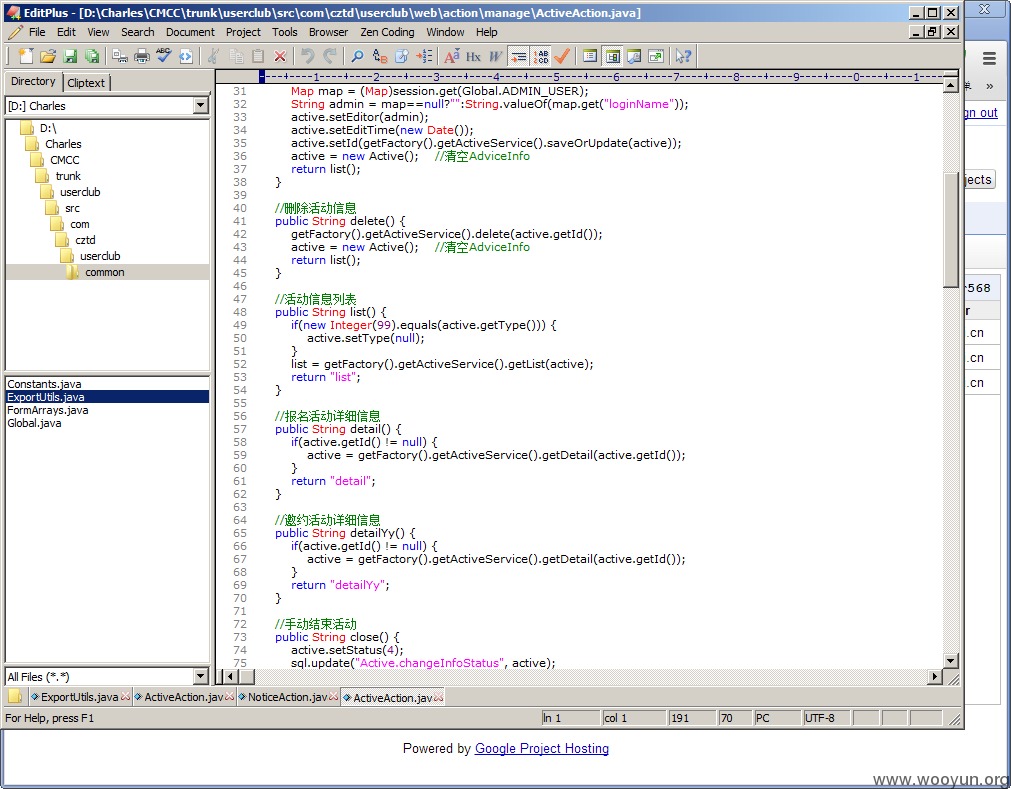 EditPlus - [D:\Charles\CMCC\trunk\userclub\src\com\cztd\userclub\web\action\manage\ActiveAction.java]
File Edit View Search Document Project Tools Browser Zen Coding Window Help
Directory Cliptext
[D:] Charles
D:\
Charles
CMCC
trunk
userclub
src
com
cztd
userclub
common
Constants.java
ExportUtils.java
FormArrays.java
Global.java
All Files (*.*)
31 Map map = (Map)session.get(Global.ADMIN_USER);
32 String admin = map==null?"":String.valueOf(map.get("loginName"));
33 active.setEditor(admin);
34 active.setEditTime(new Date());
35 active.setId(getFactory().getActiveService().saveOrUpdate(active));
36 active = new Active(); //清空AdviceInfo
37 return list();
38 }
39
40 //删除活动信息
41 public String delete() {
42 getFactory().getActiveService().delete(active.getId());
43 active = new Active(); //清空AdviceInfo
44 return list();
45 }
46
47 //活动信息列表
48 public String list() {
49 if(new Integer(99).equals(active.getType())) {
50 active.setType(null);
51 }
52 list = getFactory().getActiveService().getList(active);
53 return "list";
54 }
55
56 //报名活动详细信息
57 public String detail() {
58 if(active.getId() != null) {
59 active = getFactory().getActiveService().getDetail(active.getId());
60 }
61 return "detail";
62 }
63
64 //邀约活动详细信息
65 public String detailYy() {
66 if(active.getId() != null) {
67 active = getFactory().getActiveService().getDetail(active.getId());
68 }
69 return "detailYy";
70 }
71
72 //手动结束活动
73 public String close() {
74 active.setStatus(4);
75 sql.update("Active.changeInfoStatus", active);
ExportUtils.java ActiveAction.jav NoticeAction.jav ActiveAction.jav
For Help, press F1 ln 1 col 1 191 70 PC UTF-8
gn out
jects
568
r
.cn
.cn
.cn
Powered by Google Project Hosting
www.wooyun.org